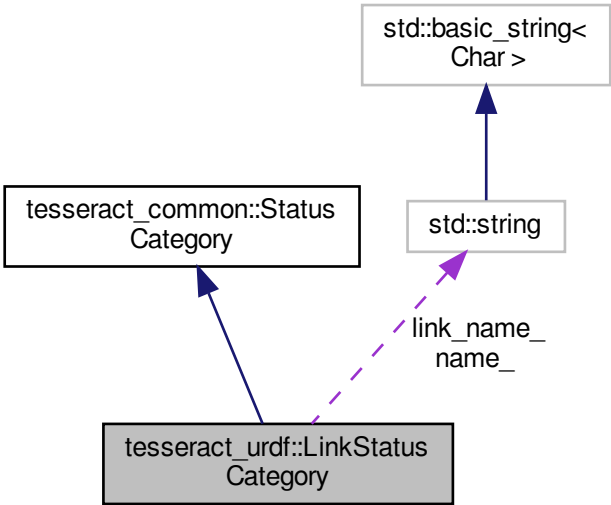 std::basic_string<
Char >
tesseract_common::Status
Category
std::string
link_name_
name_
tesseract_urdf::LinkStatus
Category